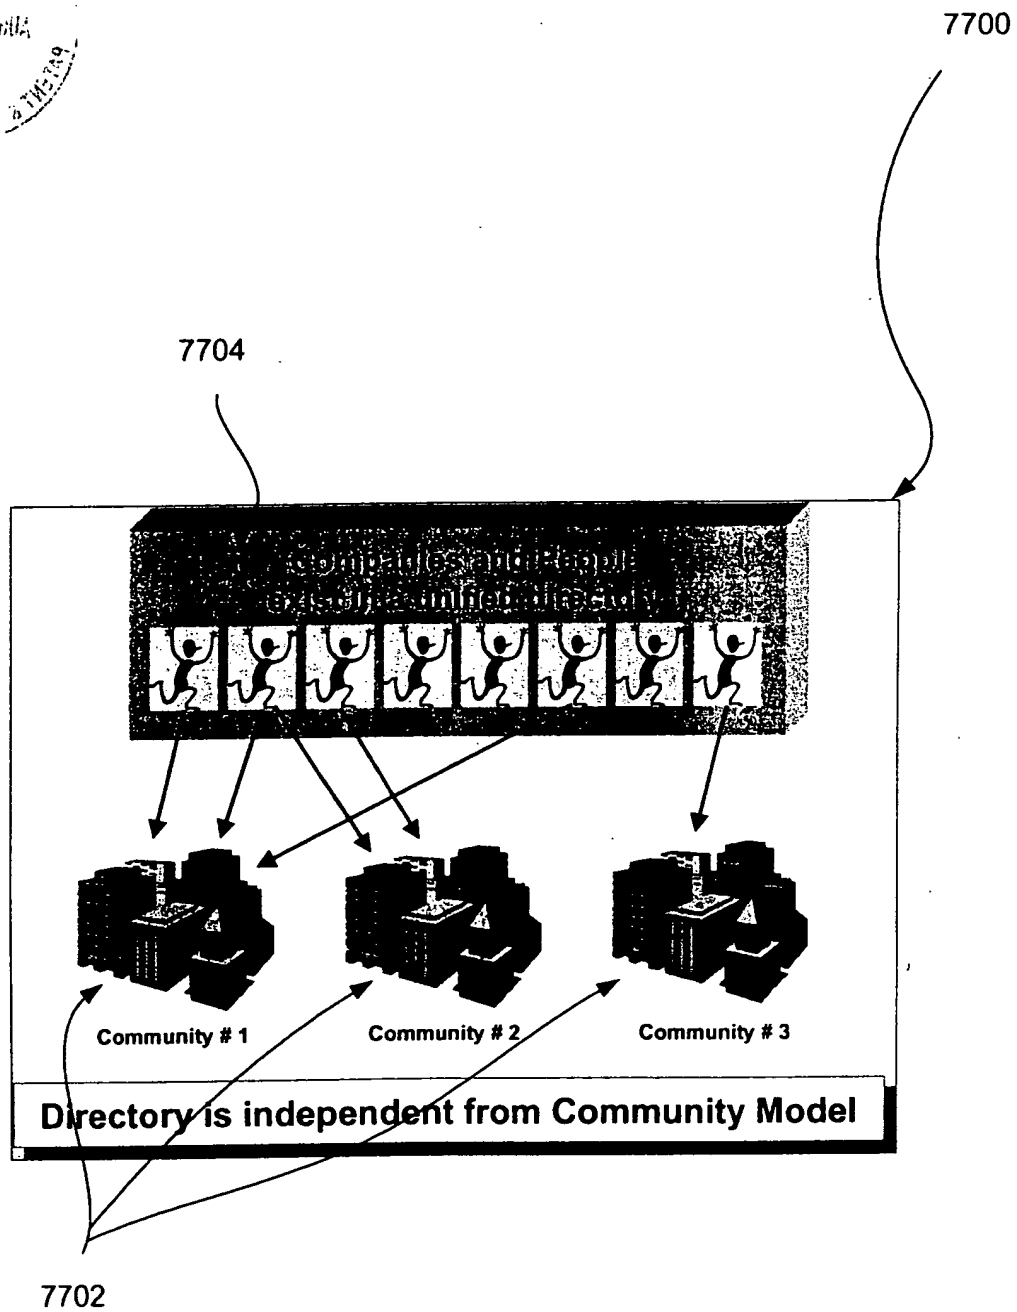 7700
PATENT &
7704
Companies and People
exist in a unified directory
Community # 1
Community # 2
Community # 3
Directory is independent from Community Model
7702